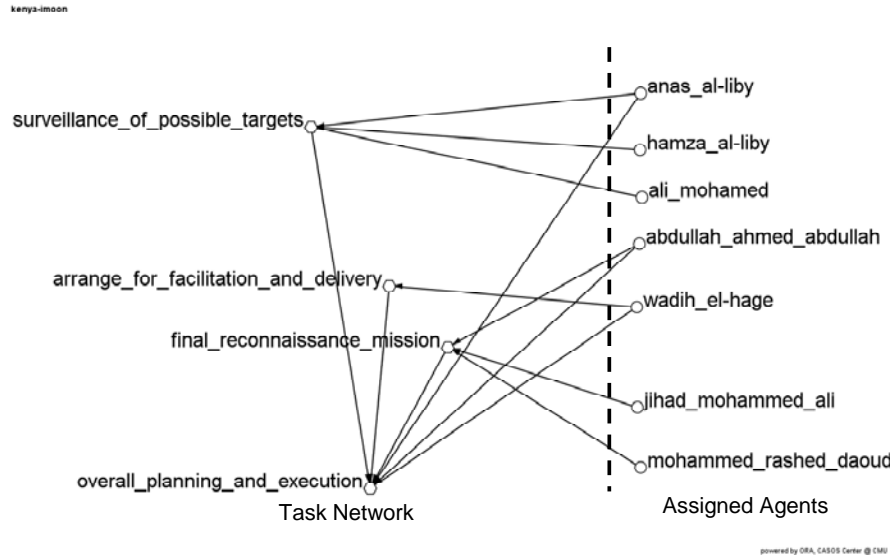 kenya-imoon
anas_al-liby
surveillance_of_possible_targets
hamza_al-liby
ali_mohamed
abdullah_ahmed_abdullah
arrange_for_facilitation_and_delivery
wadih_el-hage
final_reconnaissance_mission
jihad_mohammed_ali
mohammed_rashed_daoud
overall_planning_and_execution
Task Network
Assigned Agents
powered by ORA, CASOS Center @ CMU